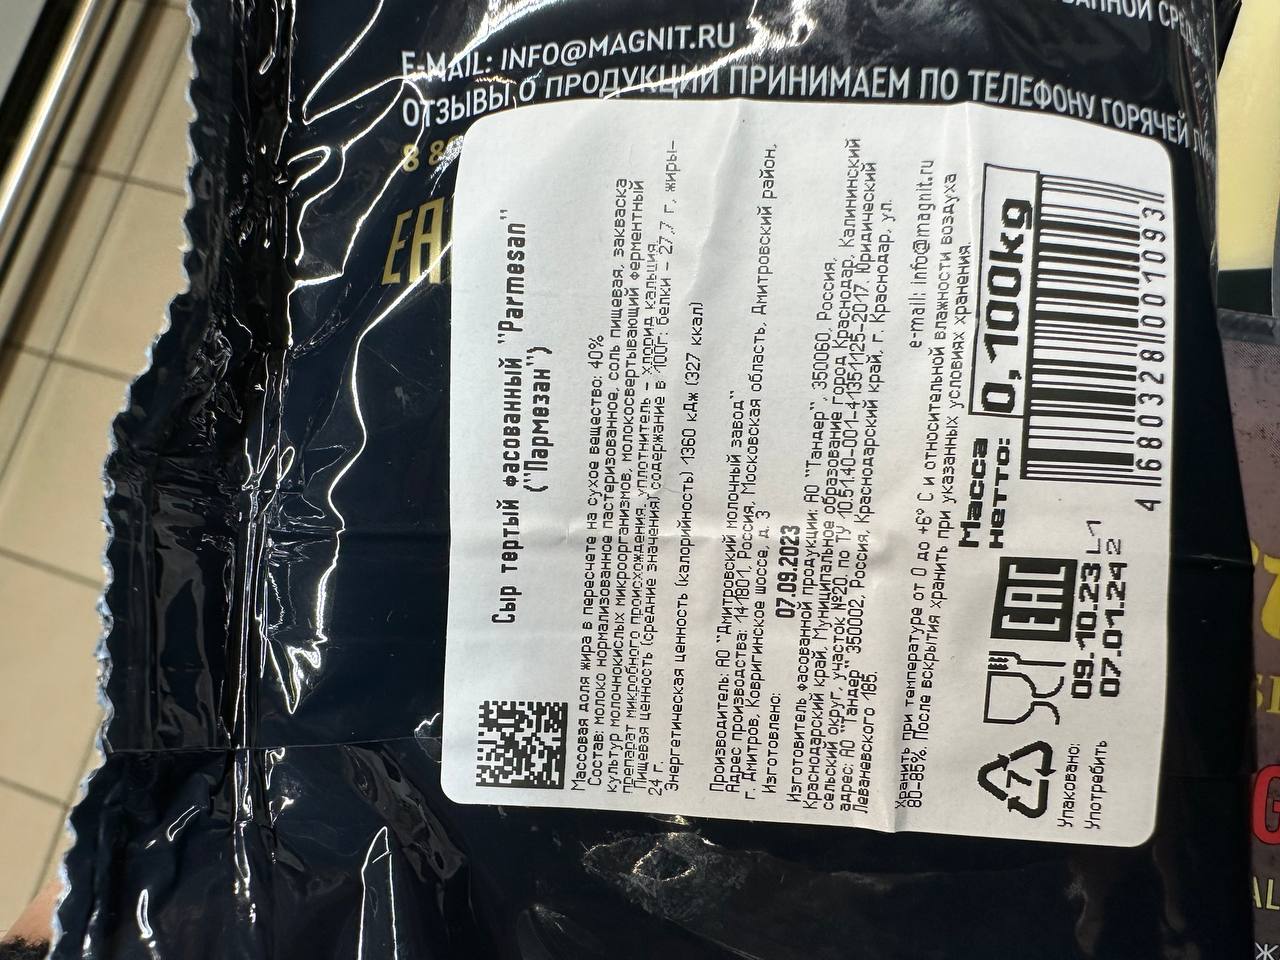 E-MAIL: INFO@MAGNIT.RU
ОТЗЫВЫ О ПРОДУКЦИИ ПРИНИМАЕМ ПО ТЕЛЕФОНУ ГОРЯЧЕЙ
8 8
EAC
Сыр тертый фасованный "Parmesan"
("Пармезан")
Массовая доля жира в пересчете на сухое вещество: 40%
Состав: молоко нормализованное пастеризованное, соль пищевая, закваска
культур молочнокислых микроорганизмов, молокосвертывающий ферментный
препарат микробного происхождения, уплотнитель - хлорид кальция.
Пищевая ценность (средние значения) содержание в 100г: белки - 27,7 г, жиры-
24 г.
Энергетическая ценность (калорийность) 1360 кДж (327 ккал)
Производитель: АО "Дмитровский молочный завод"
Адрес производства: 141801, Россия, Московская область, Дмитровский район,
г. Дмитров, Ковригинское шоссе, д. 3
Изготовлено: 07.09.2023
Изготовитель фасованной продукции: АО "Тандер", 350060, Россия,
Краснодарский край, Муниципальное образование город Краснодар, Калининский
сельский округ, участок №20, по ТУ 10.5140-001-41351125-2017, Юридический
адрес: АО "Тандер" 350002, Россия, Краснодарский край, г. Краснодар, ул.
Леваневского 185.
e-mail: info@magnit.ru
Хранить при температуре от 0 до +6° С и относительной влажности воздуха
80-85%. После вскрытия хранить при указанных условиях хранения.
Масса нетто: 0,100kg
EAC
7
Упаковано: 09.10.23 L-1
Употребить 07.01.24 2
4 680328 001093